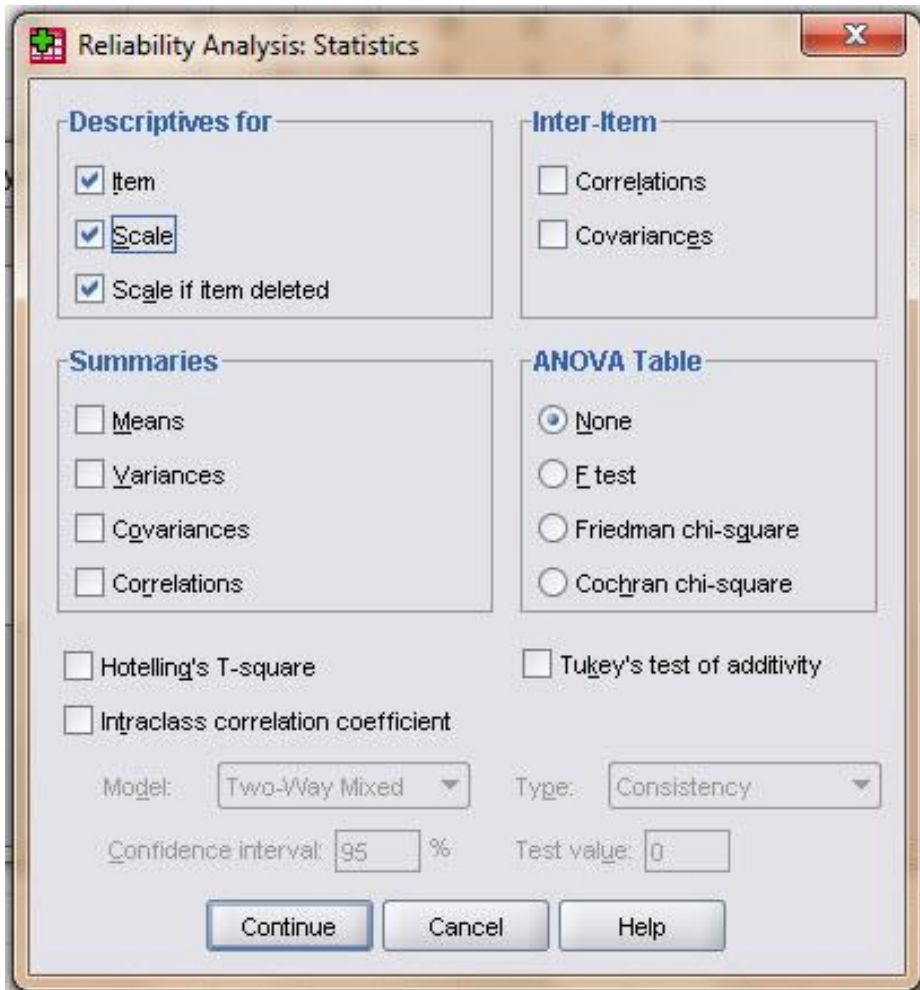 Reliability Analysis: Statistics
Descriptives for
Item
Scale
Scale if item deleted
Inter-Item
Correlations
Covariances
Summaries
Means
Variances
Covariances
Correlations
ANOVA Table
None
F test
Friedman chi-square
Cochran chi-square
Hotelling's T-square
Tukey's test of additivity
Intraclass correlation coefficient
Model: Two-Way Mixed Type: Consistency
Confidence interval: 95 % Test value: 0
Continue Cancel Help